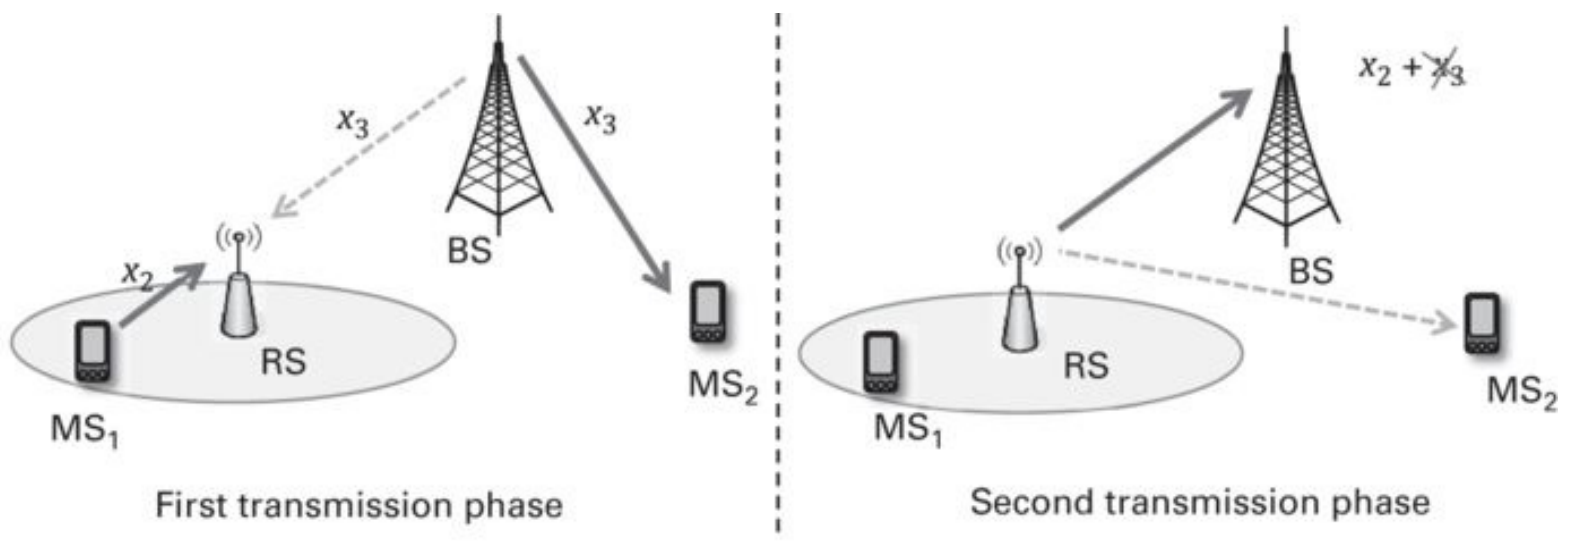 x₃
x₃
BS
x₂
RS
MS₁
MS₂
First transmission phase
x₂ + x₃
BS
RS
MS₁
MS₂
Second transmission phase